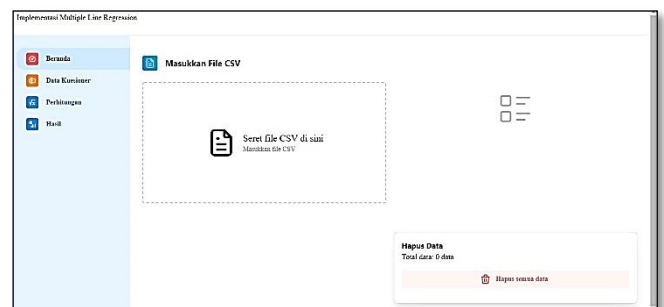 Implementasi Multiple Line Regression
Beranda
Data Kuesioner
Perhitungan
Hasil
Masukkan File CSV
Seret file CSV di sini
Masukkan file CSV
Hapus Data
Total data: 0 data
Hapus semua data